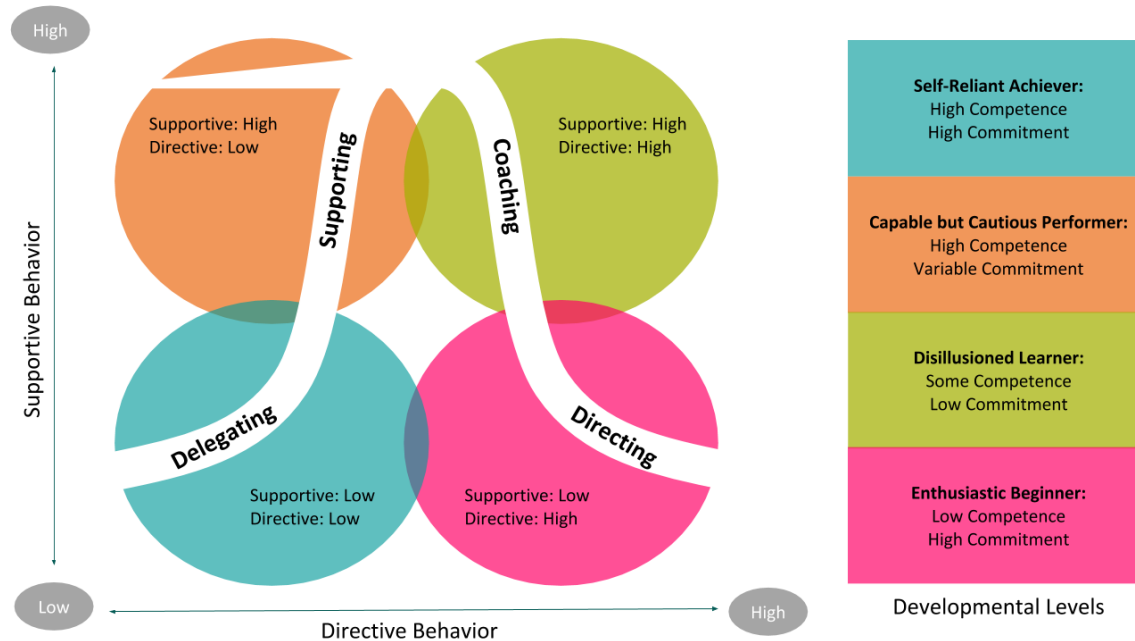 High
Supportive Behavior
Supportive: High
Directive: Low
Supporting
Supportive: High
Directive: High
Coaching
Delegating
Supportive: Low
Directive: Low
Directing
Supportive: Low
Directive: High
Low
Directive Behavior
High
Self-Reliant Achiever:
High Competence
High Commitment
Capable but Cautious Performer:
High Competence
Variable Commitment
Disillusioned Learner:
Some Competence
Low Commitment
Enthusiastic Beginner:
Low Competence
High Commitment
Developmental Levels